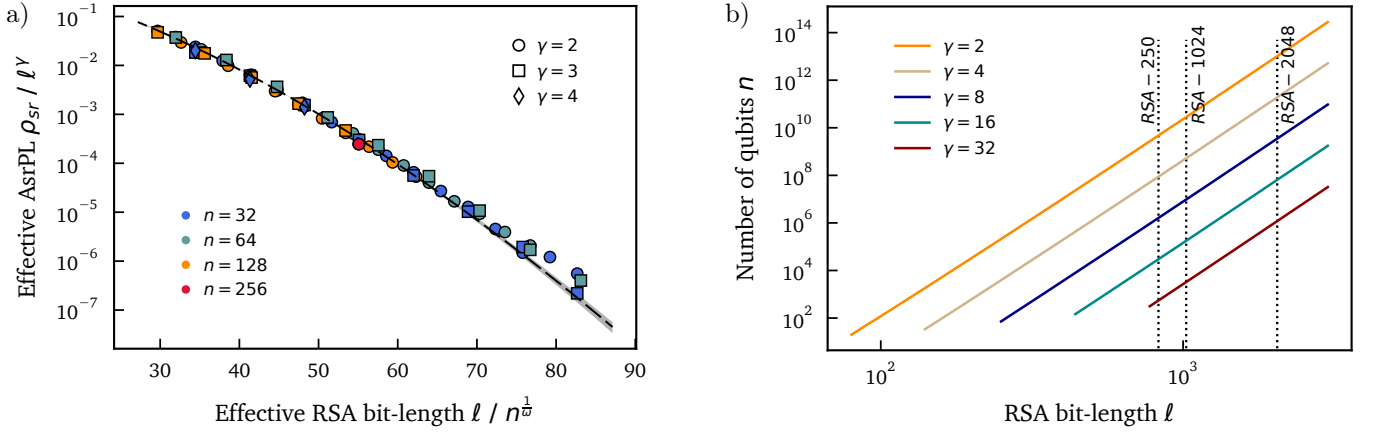 a)
Effective AsrPL ρ_sr / ℓ^γ
10^−1
10^−2
10^−3
10^−4
10^−5
10^−6
10^−7
γ = 2
γ = 3
γ = 4
n = 32
n = 64
n = 128
n = 256
30 40 50 60 70 80 90
Effective RSA bit-length ℓ / n^(1/ω)
b)
Number of qubits n
10^14
10^12
10^10
10^8
10^6
10^4
10^2
γ = 2
γ = 4
γ = 8
γ = 16
γ = 32
RSA − 250
RSA − 1024
RSA − 2048
10^2 10^3
RSA bit-length ℓ